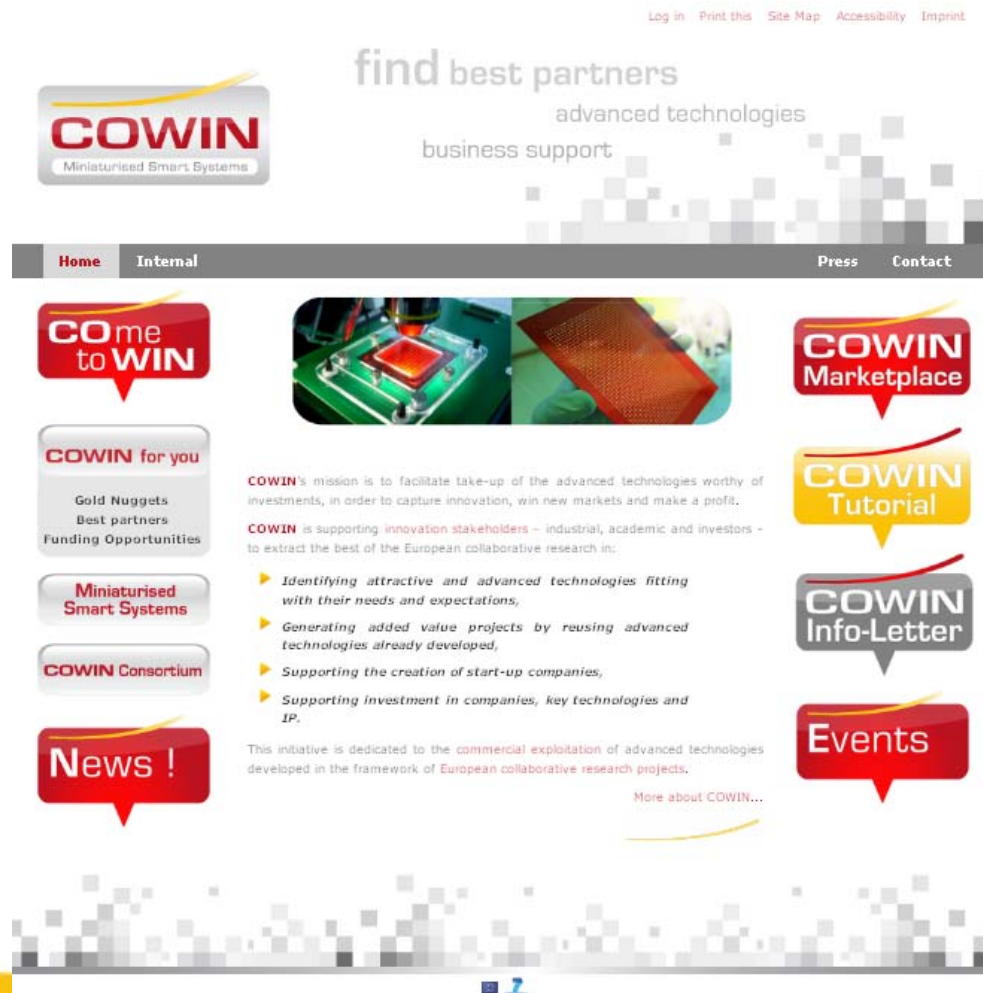 Log in Print this Site Map Accessibility Imprint
find best partners
advanced technologies
business support
COWIN
Miniaturised Smart Systems
Home Internal Press Contact
COme
to WIN
COWIN for you
Gold Nuggets
Best partners
Funding Opportunities
Miniaturised
Smart Systems
COWIN Consortium
News !
COWIN's mission is to facilitate take-up of the advanced technologies worthy of
investments, in order to capture innovation, win new markets and make a profit.
COWIN is supporting innovation stakeholders – industrial, academic and investors -
to extract the best of the European collaborative research in:
Identifying attractive and advanced technologies fitting
with their needs and expectations,
Generating added value projects by reusing advanced
technologies already developed,
Supporting the creation of start-up companies,
Supporting investment in companies, key technologies and
IP.
This initiative is dedicated to the commercial exploitation of advanced technologies
developed in the framework of European collaborative research projects.
More about COWIN...
COWIN
Marketplace
COWIN
Tutorial
COWIN
Info-Letter
Events
7